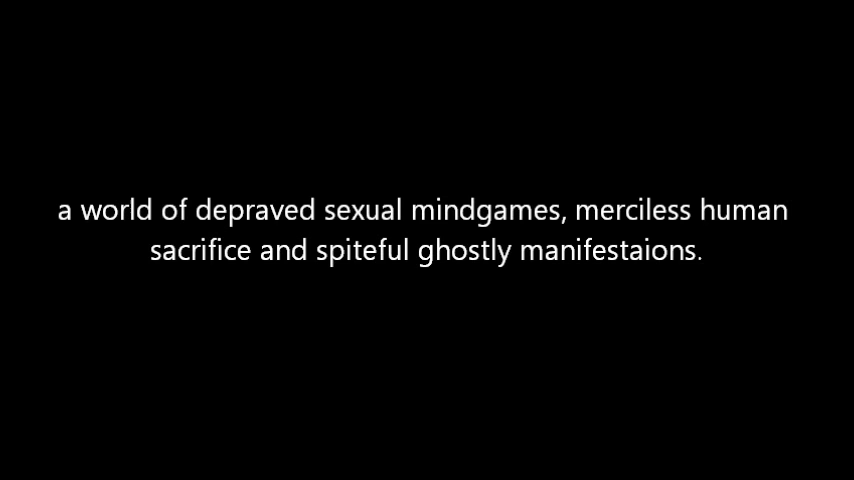 a world of depraved sexual mindgames, merciless human
sacrifice and spiteful ghostly manifestaions.